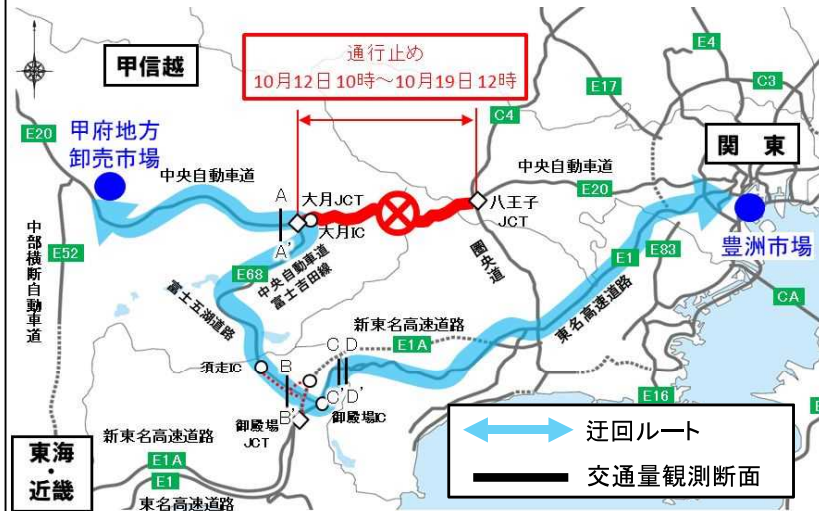 甲信越
通行止め
10月12日10時～10月19日12時
E4
E17
C3
C4
関　東
E20
甲府地方
卸売市場
中央自動車道
A
大月JCT
中央自動車道
E20
八王子
JCT
A'
大月IC
豊洲市場
中部横断自動車道
E52
E68
中央自動車道
富士吉田線
富士五湖道路
圏央道
E1
E83
東名高速道路
CA
新東名高速道路
E1A
須走IC
B
C D
B'
C' D'
御殿場
JCT
御殿場IC
E16
東海
・
近畿
新東名高速道路
E1A
E1
東名高速道路
迂回ルート
交通量観測断面